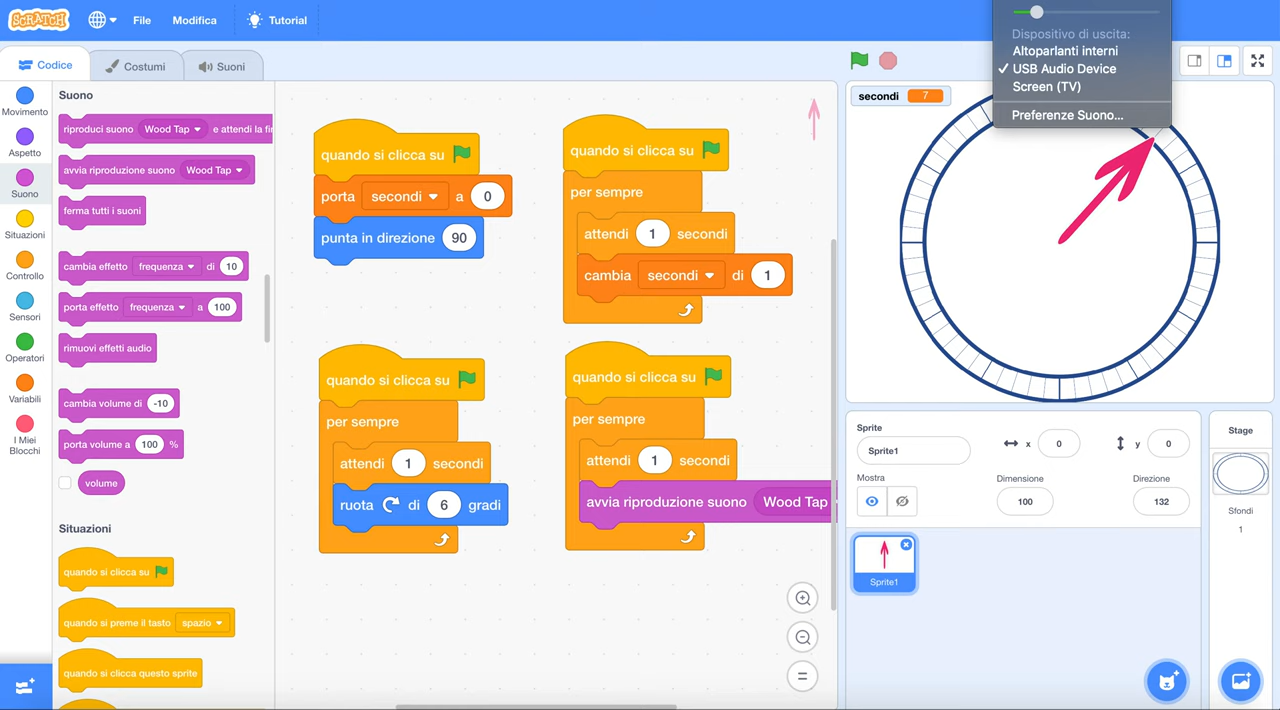 SCRATCH
File
Modifica
Tutorial
Dispositivo di uscita:
Altoparlanti interni
USB Audio Device
Screen (TV)
Preferenze Suono...
Codice
Costumi
Suoni
Movimento
Aspetto
Suono
Situazioni
Controllo
Sensori
Operatori
Variabili
I Miei
Blocchi
Suono
riproduci suono Wood Tap e attendi la fir
avvia riproduzione suono Wood Tap
ferma tutti i suoni
cambia effetto frequenza di 10
porta effetto frequenza a 100
rimuovi effetti audio
cambia volume di -10
porta volume a 100 %
volume
Situazioni
quando si clicca su
quando si preme il tasto spazio
quando si clicca questo sprite
quando si clicca su
porta secondi a 0
punta in direzione 90
quando si clicca su
per sempre
attendi 1 secondi
cambia secondi di 1
quando si clicca su
per sempre
attendi 1 secondi
ruota di 6 gradi
quando si clicca su
per sempre
attendi 1 secondi
avvia riproduzione suono Wood Tap
secondi 7
Sprite
Sprite1
x 0
y 0
Mostra
Dimensione
100
Direzione
132
Sprite1
Stage
Sfondi
1